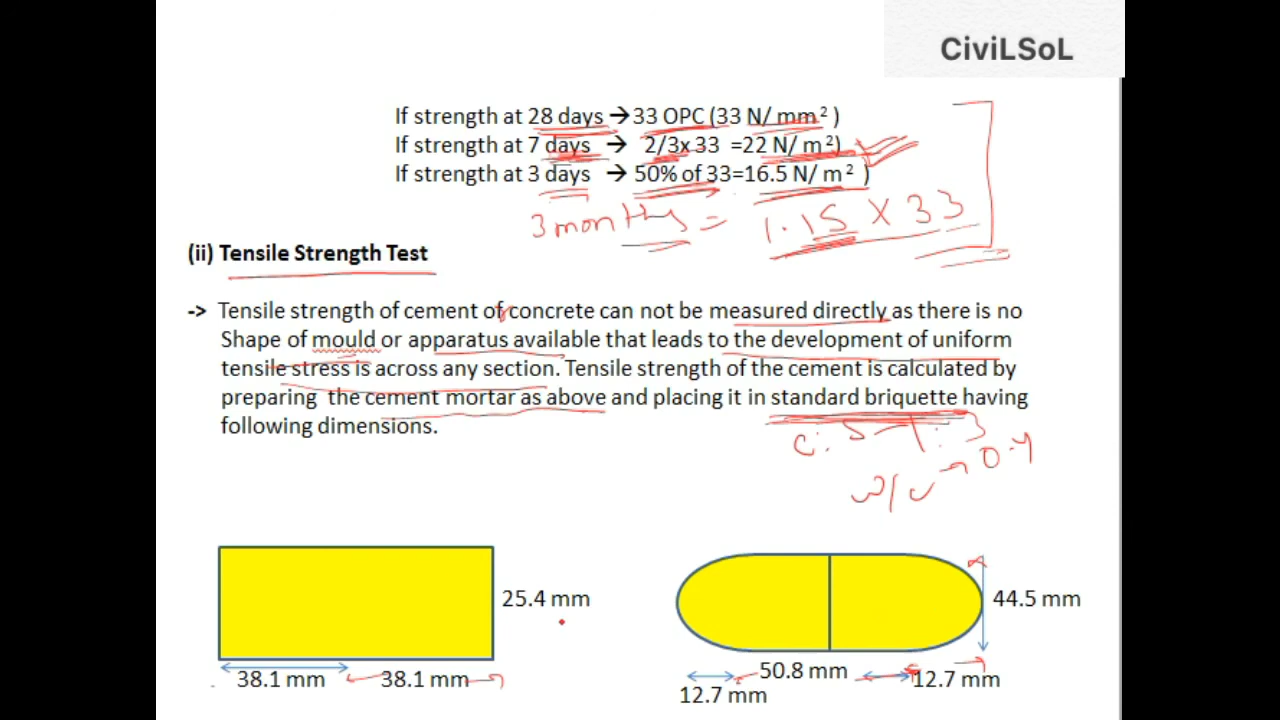 CiviLSoL
If strength at 28 days → 33 OPC (33 N/ mm² )
If strength at 7 days → 2/3x 33 =22 N/ m²)
If strength at 3 days → 50% of 33=16.5 N/ m² )
3 months = 1.15 X 33
(ii) Tensile Strength Test
-> Tensile strength of cement of concrete can not be measured directly as there is no
Shape of mould or apparatus available that leads to the development of uniform
tensile stress is across any section. Tensile strength of the cement is calculated by
preparing the cement mortar as above and placing it in standard briquette having
following dimensions.
C: S - 1: 3
w/c → 0.4
25.4 mm
44.5 mm
38.1 mm 38.1 mm
50.8 mm
12.7 mm 12.7 mm